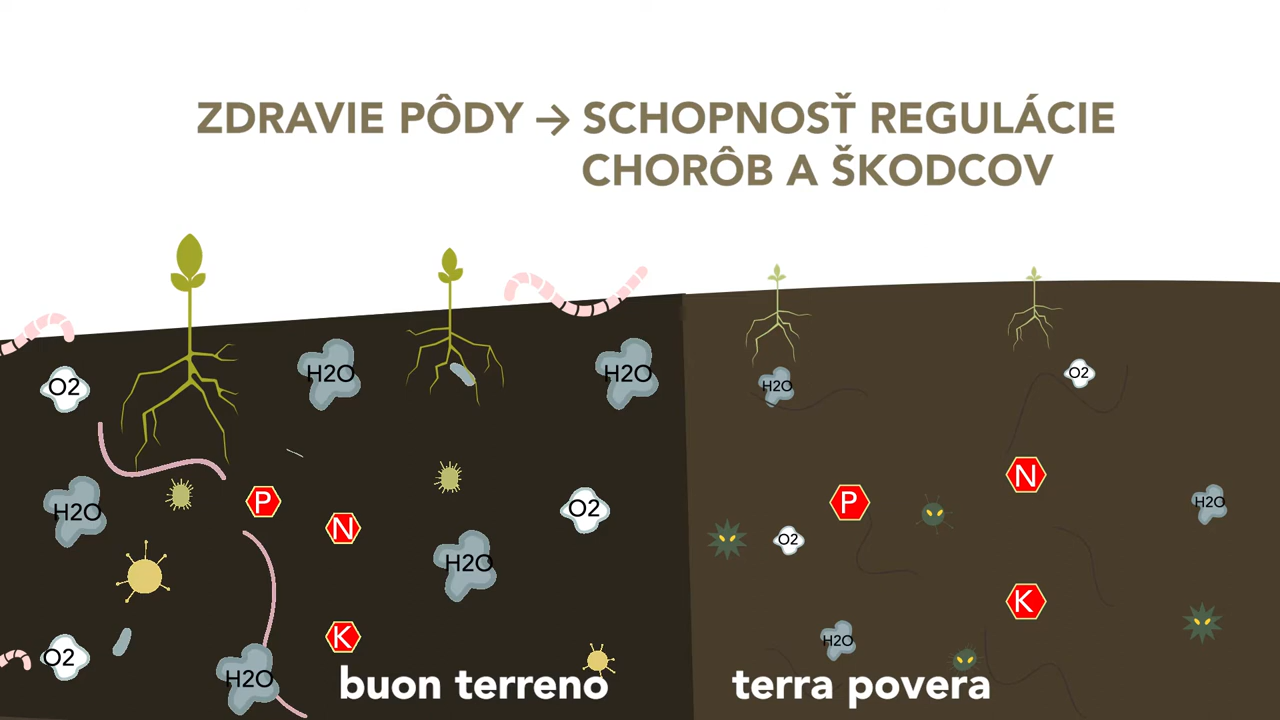 ZDRAVIE PÔDY → SCHOPNOSŤ REGULÁCIE
CHORÔB A ŠKODCOV
O2
H2O
H2O
H2O
O2
H2O
P
N
O2
H2O
P
N
H2O
O2
H2O
K
O2
K
H2O
H2O
buon terreno
terra povera